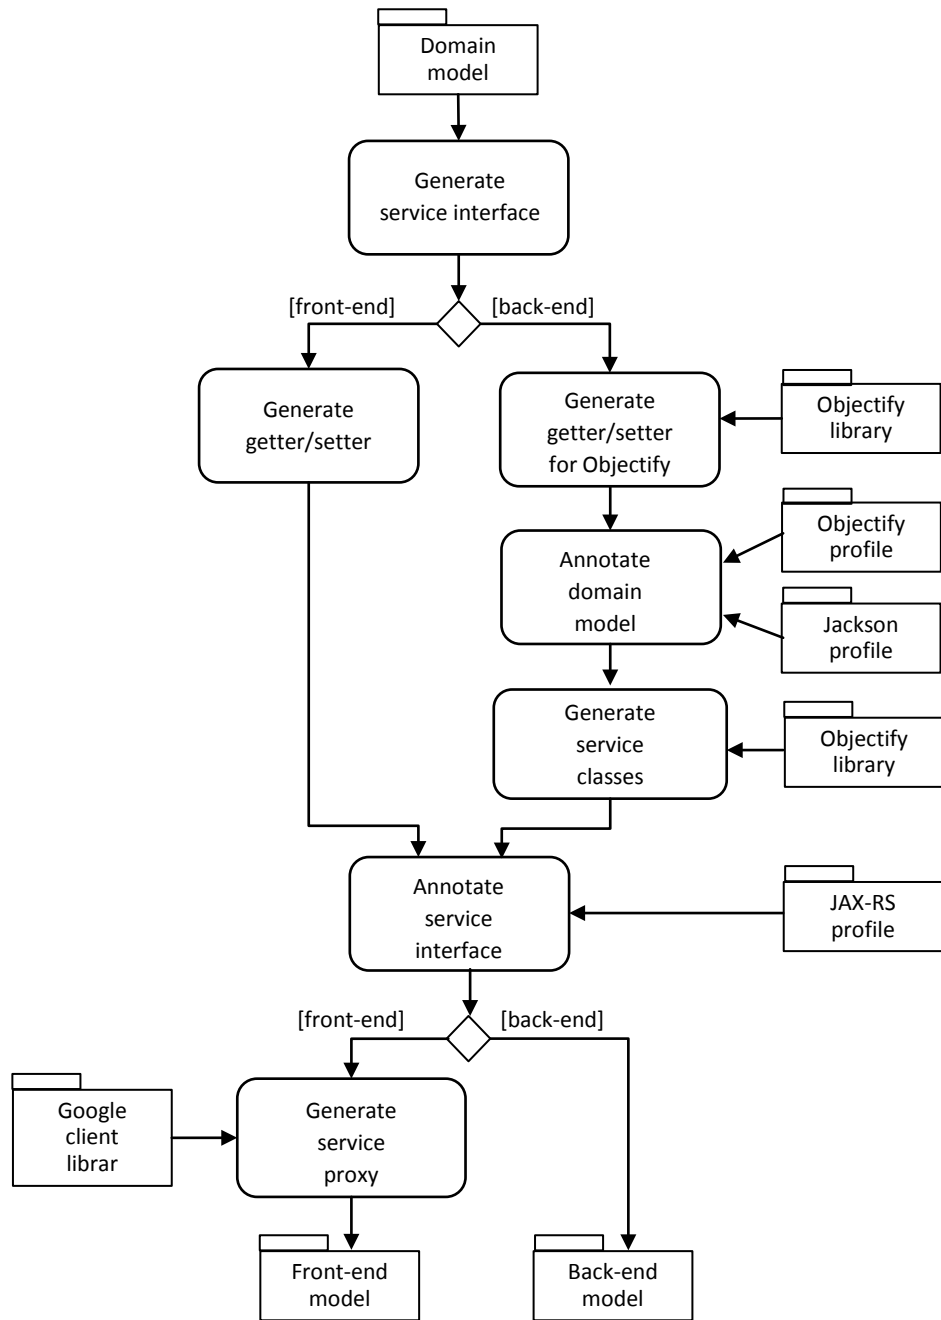 Domain
model
Generate
service interface
[front-end]
[back-end]
Generate
getter/setter
Generate
getter/setter
for Objectify
Objectify
library
Objectify
profile
Annotate
domain
model
Jackson
profile
Generate
service
classes
Objectify
library
Annotate
service
interface
JAX-RS
profile
[front-end]
[back-end]
Google
client
librar
Generate
service
proxy
Front-end
model
Back-end
model